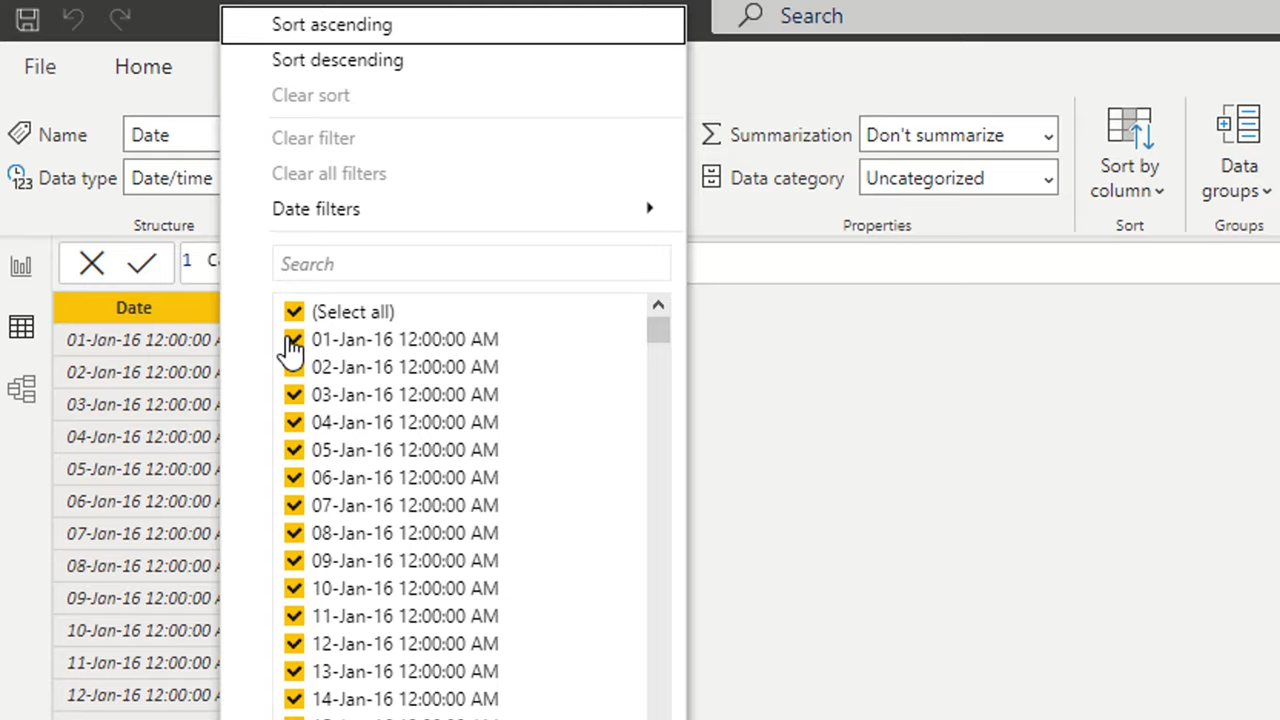 Search
File
Home
Name
Date
Data type
Date/time
Structure
Sort ascending
Sort descending
Clear sort
Clear filter
Clear all filters
Date filters
Search
(Select all)
01-Jan-16 12:00:00 AM
02-Jan-16 12:00:00 AM
03-Jan-16 12:00:00 AM
04-Jan-16 12:00:00 AM
05-Jan-16 12:00:00 AM
06-Jan-16 12:00:00 AM
07-Jan-16 12:00:00 AM
08-Jan-16 12:00:00 AM
09-Jan-16 12:00:00 AM
10-Jan-16 12:00:00 AM
11-Jan-16 12:00:00 AM
12-Jan-16 12:00:00 AM
13-Jan-16 12:00:00 AM
14-Jan-16 12:00:00 AM
Summarization
Don't summarize
Data category
Uncategorized
Properties
Sort by
column
Sort
Data
groups
Groups
1
Date
01-Jan-16 12:00:00
02-Jan-16 12:00:00
03-Jan-16 12:00:00
04-Jan-16 12:00:00
05-Jan-16 12:00:00
06-Jan-16 12:00:00
07-Jan-16 12:00:00
08-Jan-16 12:00:00
09-Jan-16 12:00:00
10-Jan-16 12:00:00
11-Jan-16 12:00:00
12-Jan-16 12:00:00